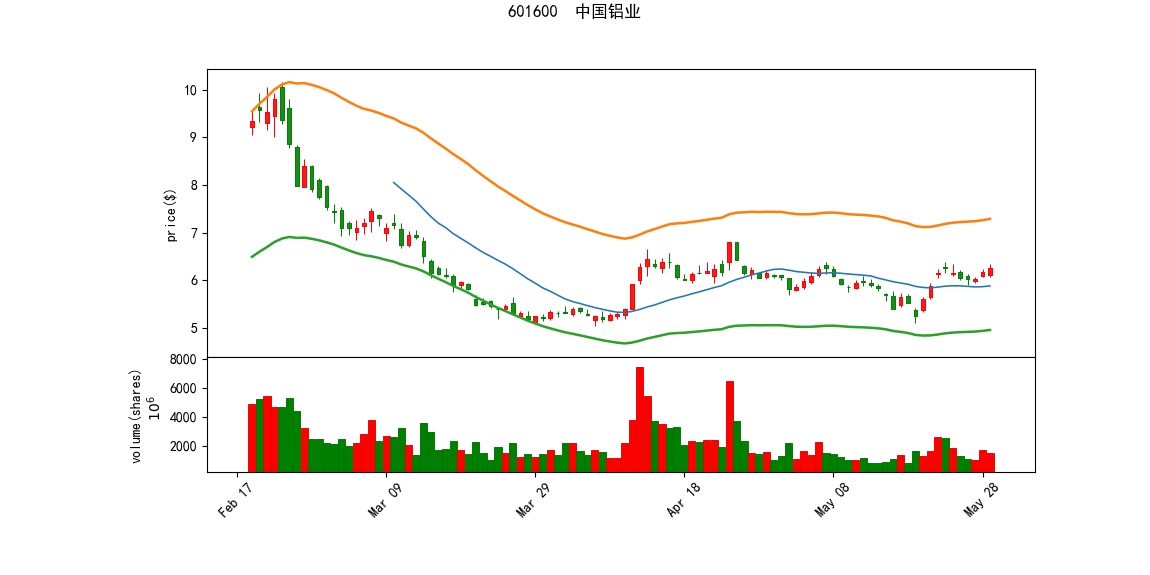 601600 中国铝业
price($)
10
9
8
7
6
5
volume(shares)
10^6
8000
6000
4000
2000
Feb 17
Mar 09
Mar 29
Apr 18
May 08
May 28